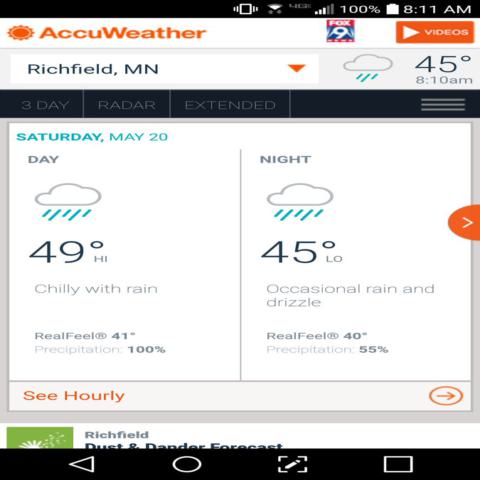 4G 100% 8:11 AM
AccuWeather
FOX 9
VIDEOS
Richfield, MN
45°
8:10am
3 DAY RADAR EXTENDED
SATURDAY, MAY 20
DAY
NIGHT
49° HI
45° LO
Chilly with rain
Occasional rain and
drizzle
RealFeel® 41°
Precipitation: 100%
RealFeel® 40°
Precipitation: 55%
See Hourly
Richfield
Dust & Dander Forecast